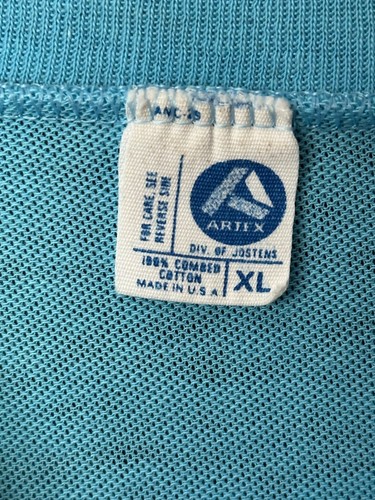 FOR CARE, SEE
REVERSE SIDE
ARTEX
DIV. OF JOSTENS
100% COMBED
COTTON
MADE IN U.S.A.
XL